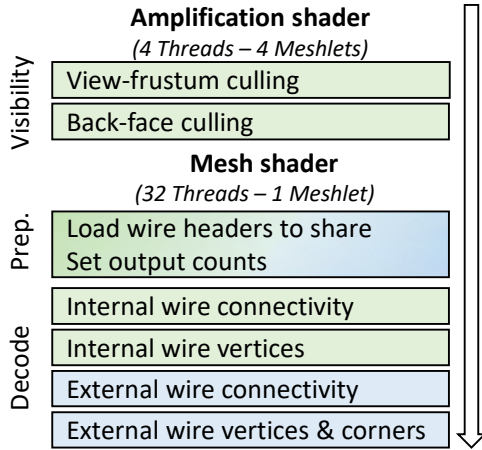 Amplification shader
(4 Threads – 4 Meshlets)
Visibility
View-frustum culling
Back-face culling
Mesh shader
(32 Threads – 1 Meshlet)
Prep.
Load wire headers to share
Set output counts
Decode
Internal wire connectivity
Internal wire vertices
External wire connectivity
External wire vertices & corners